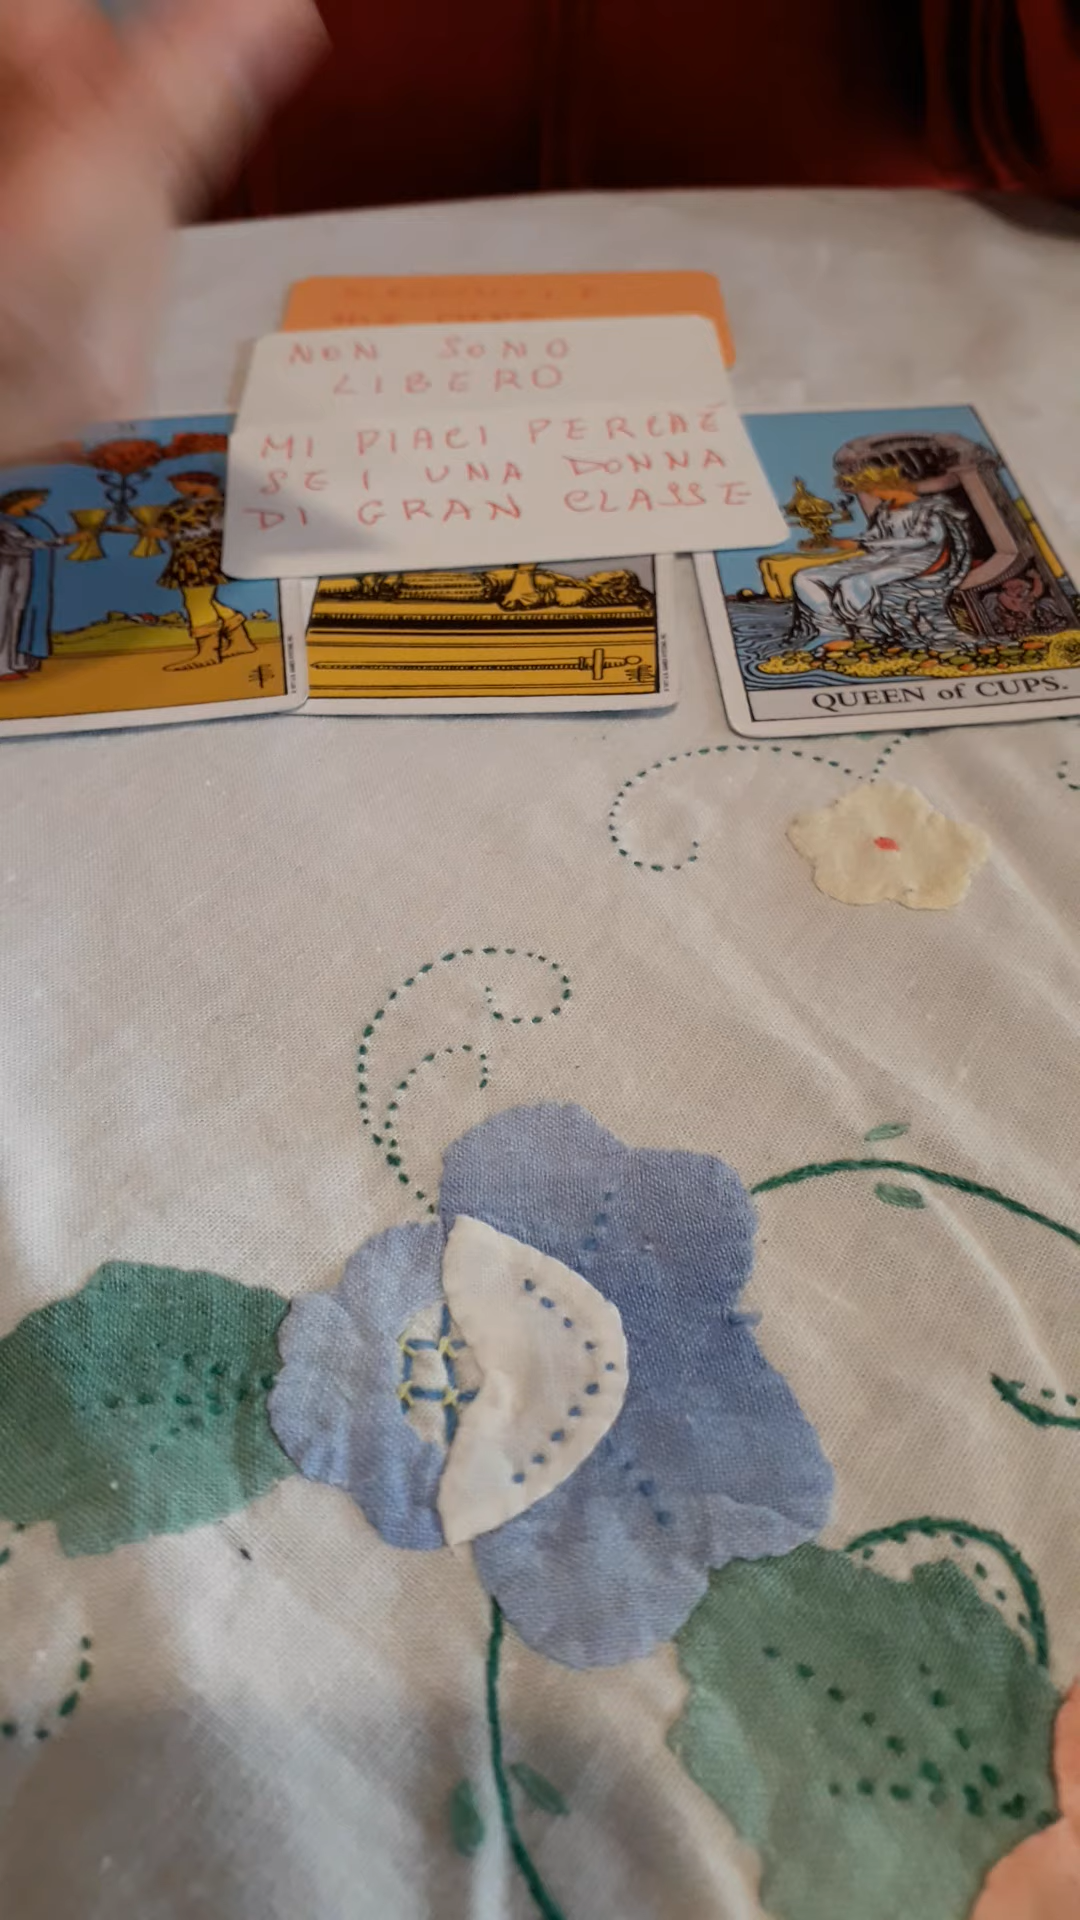 NON SONO
LIBERO
MI PIACI PERCHÉ
SEI UNA DONNA
DI GRAN CLASSE
QUEEN of CUPS.